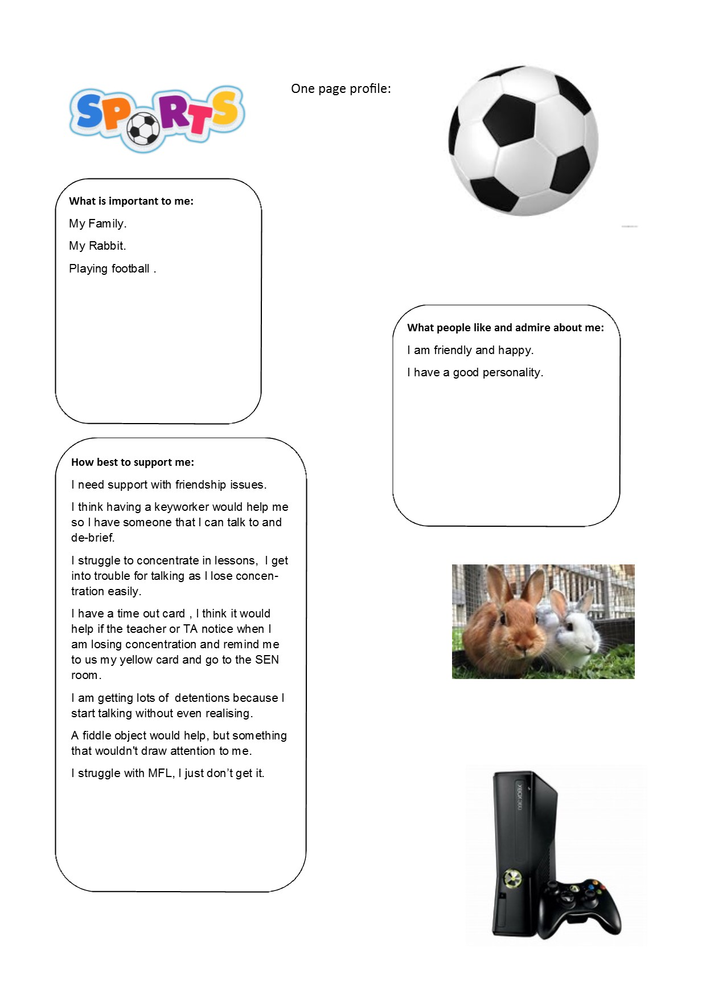 SPORTS
One page profile:
What is important to me:
My Family.
My Rabbit.
Playing football .
What people like and admire about me:
I am friendly and happy.
I have a good personality.
How best to support me:
I need support with friendship issues.
I think having a keyworker would help me
so I have someone that I can talk to and
de-brief.
I struggle to concentrate in lessons,  I get
into trouble for talking as I lose concen-
tration easily.
I have a time out card , I think it would
help if the teacher or TA notice when I
am losing concentration and remind me
to us my yellow card and go to the SEN
room.
I am getting lots of  detentions because I
start talking without even realising.
A fiddle object would help, but something
that wouldn't draw attention to me.
I struggle with MFL, I just don’t get it.
XBOX 360